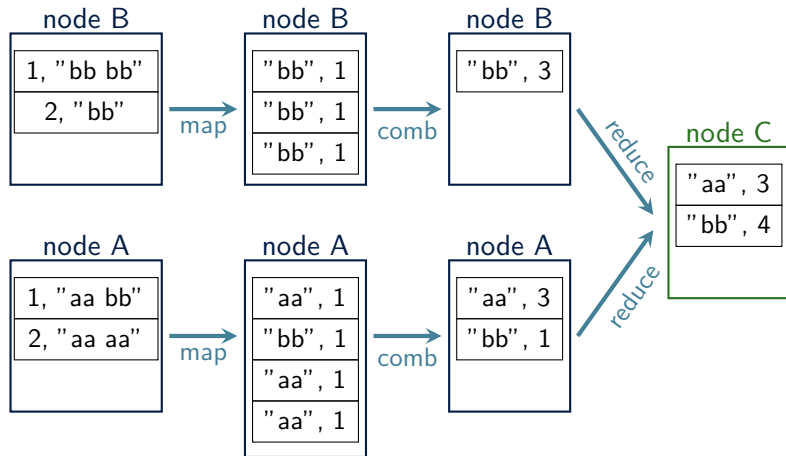 node B
1, "bb bb"
2, "bb"
map
node B
"bb", 1
"bb", 1
"bb", 1
comb
node B
"bb", 3
reduce
node A
1, "aa bb"
2, "aa aa"
map
node A
"aa", 1
"bb", 1
"aa", 1
"aa", 1
comb
node A
"aa", 3
"bb", 1
reduce
node C
"aa", 3
"bb", 4